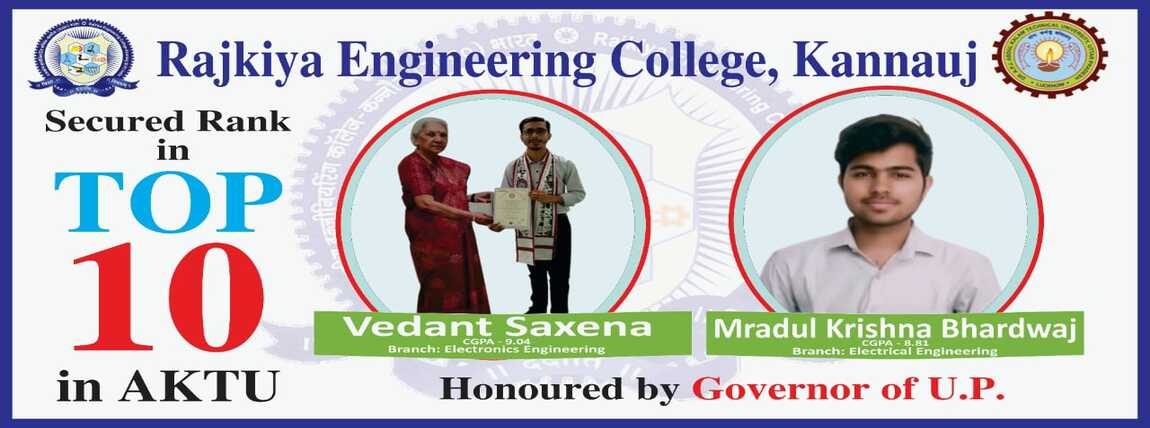 Rajkiya Engineering College, Kannauj
Secured Rank
in
TOP
10
in AKTU
Vedant Saxena
CGPA - 9.04
Branch: Electronics Engineering
Mradul Krishna Bhardwaj
CGPA - 8.81
Branch: Electrical Engineering
Honoured by Governor of U.P.